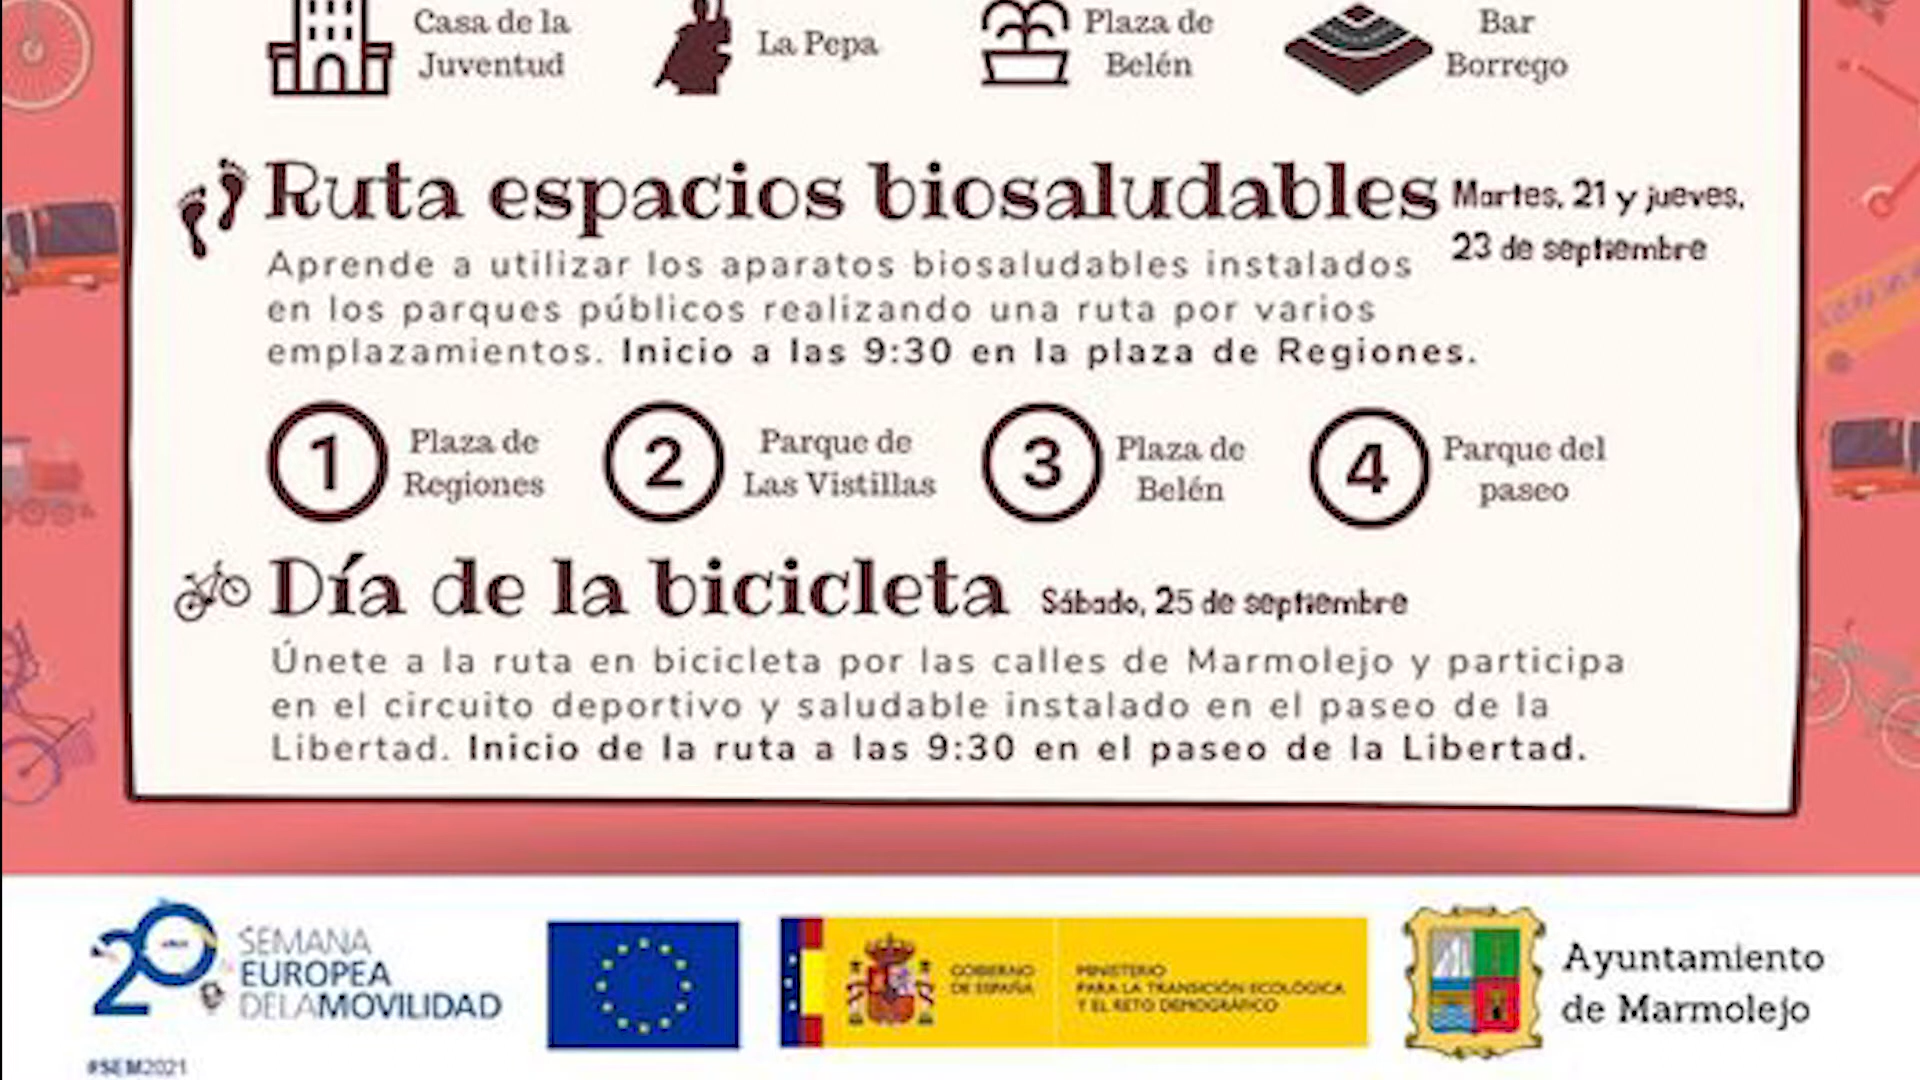 Casa de la
Juventud
La Pepa
Plaza de
Belén
Bar
Borrego
Ruta espacios biosaludables
Martes, 21 y jueves,
23 de septiembre
Aprende a utilizar los aparatos biosaludables instalados
en los parques públicos realizando una ruta por varios
emplazamientos. Inicio a las 9:30 en la plaza de Regiones.
1
Plaza de
Regiones
2
Parque de
Las Vistillas
3
Plaza de
Belén
4
Parque del
paseo
Día de la bicicleta
Sábado, 25 de septiembre
Únete a la ruta en bicicleta por las calles de Marmolejo y participa
en el circuito deportivo y saludable instalado en el paseo de la
Libertad. Inicio de la ruta a las 9:30 en el paseo de la Libertad.
20
SEMANA
EUROPEA
DELAMOVILIDAD
#SEM2021
GOBIERNO
DE ESPAÑA
MINISTERIO
PARA LA TRANSICIÓN ECOLÓGICA
Y EL RETO DEMOGRÁFICO
Ayuntamiento
de Marmolejo